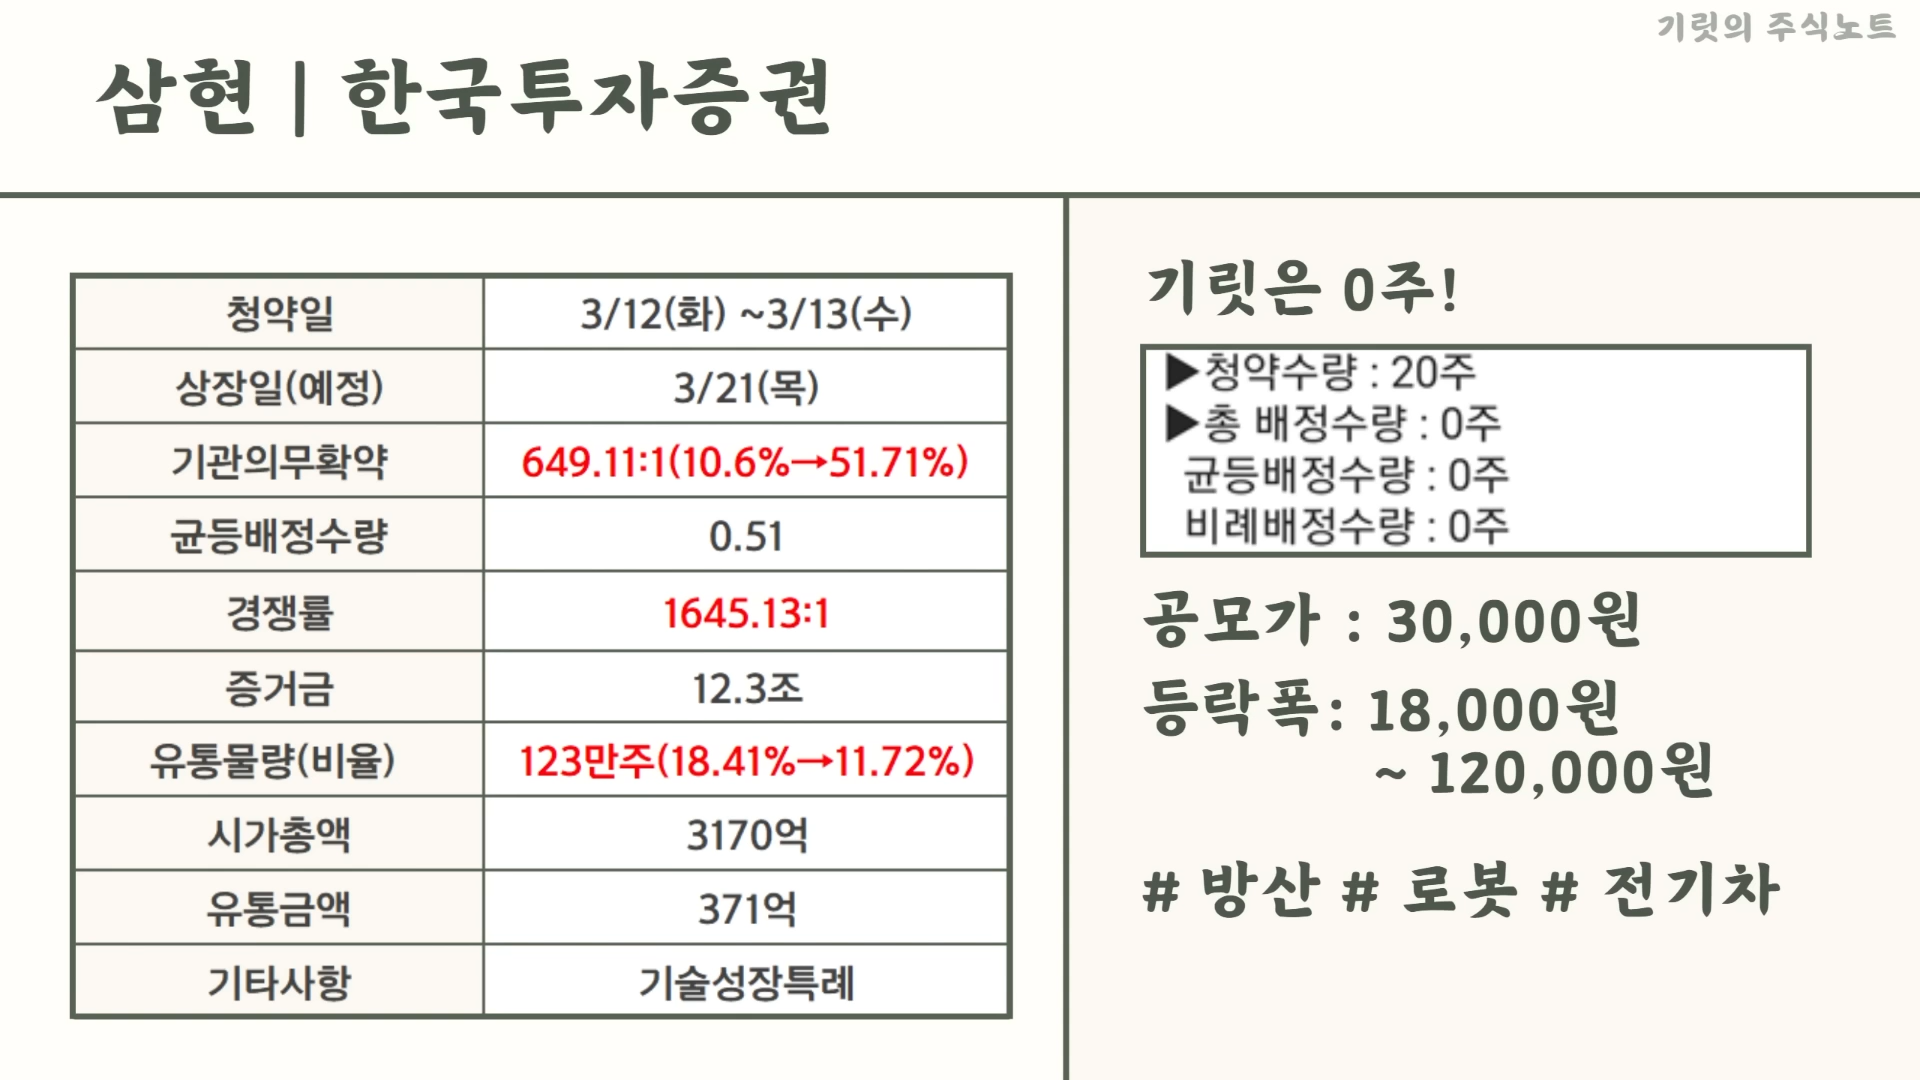 기릿의 주식노트
삼현 | 한국투자증권
청약일 3/12(화) ~3/13(수)
상장일(예정) 3/21(목)
기관의무확약 649.11:1(10.6%→51.71%)
균등배정수량 0.51
경쟁률 1645.13:1
증거금 12.3조
유통물량(비율) 123만주(18.41%→11.72%)
시가총액 3170억
유통금액 371억
기타사항 기술성장특례
기릿은 0주!
▶청약수량 : 20주
▶총 배정수량 : 0주
균등배정수량 : 0주
비례배정수량 : 0주
공모가 : 30,000원
등락폭: 18,000원
~ 120,000원
# 방산 # 로봇 # 전기차